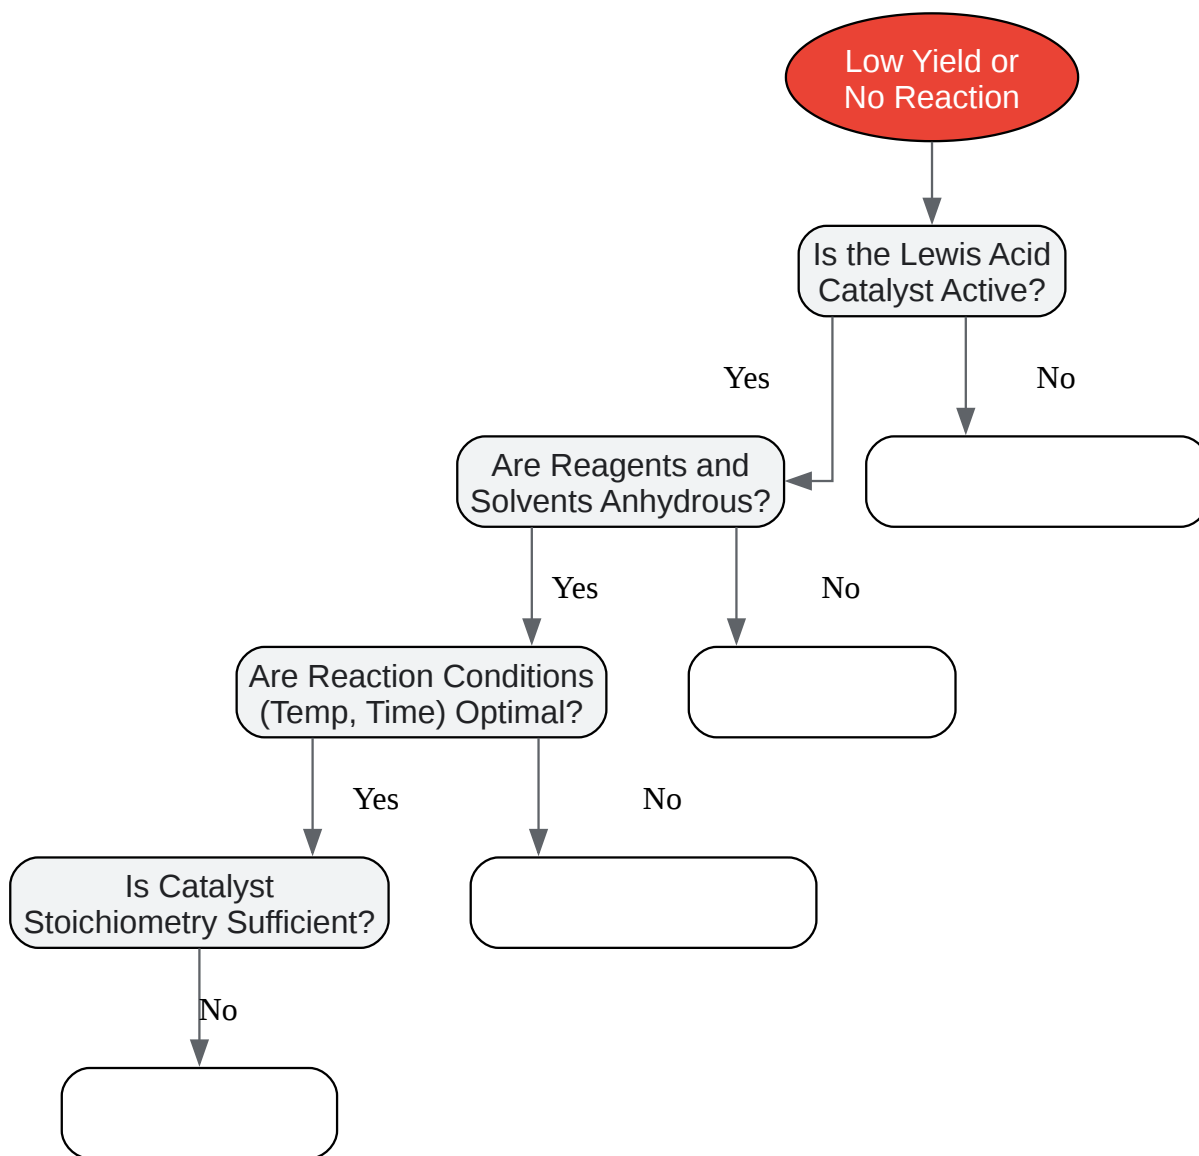 Low Yield or
No Reaction
Is the Lewis Acid
Catalyst Active?
Yes
No
Are Reagents and
Solvents Anhydrous?
Yes
No
Are Reaction Conditions
(Temp, Time) Optimal?
Yes
No
Is Catalyst
Stoichiometry Sufficient?
No